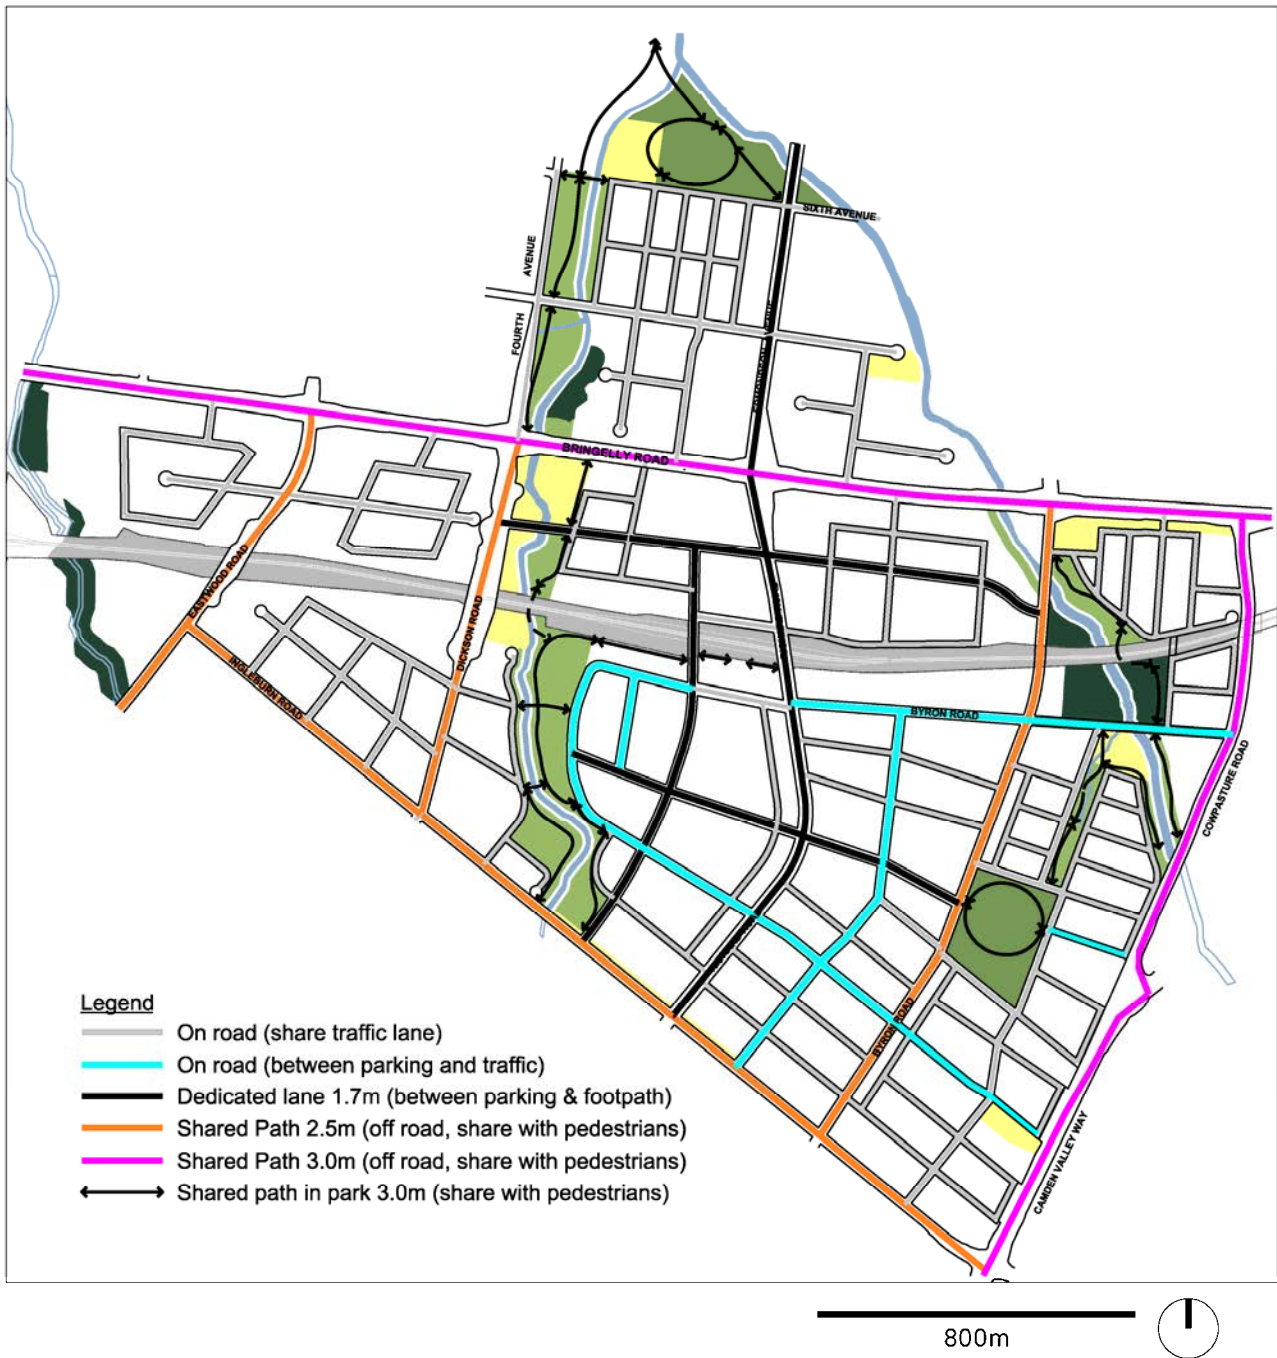 SIXTH AVENUE
AVENUE
FOURTH
BRINGELLY ROAD
EASTWOOD ROAD
DICKSON ROAD
INGLEBURN ROAD
BYRON ROAD
COWPASTURE ROAD
BYRON ROAD
CAMDEN VALLEY WAY
Legend
On road (share traffic lane)
On road (between parking and traffic)
Dedicated lane 1.7m (between parking & footpath)
Shared Path 2.5m (off road, share with pedestrians)
Shared Path 3.0m (off road, share with pedestrians)
Shared path in park 3.0m (share with pedestrians)
800m